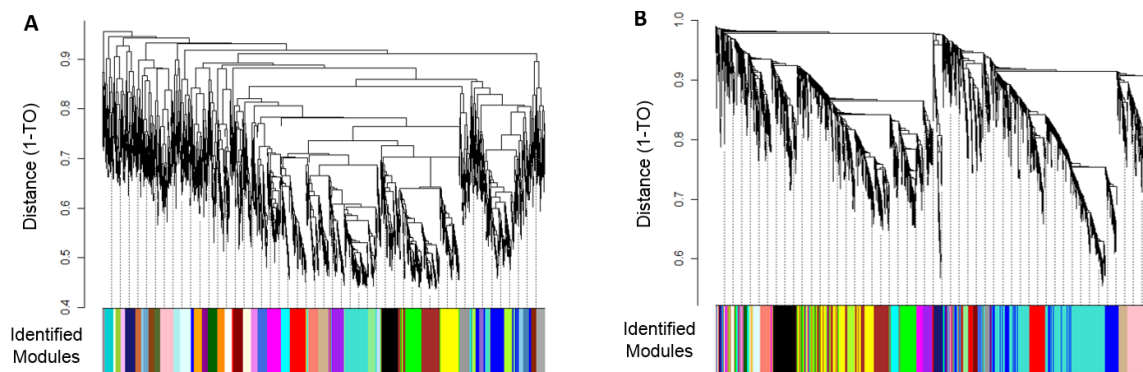 A
Distance (1-TO)
0.9
0.8
0.7
0.6
0.5
0.4
Identified
Modules
B
Distance (1-TO)
1.0
0.9
0.8
0.7
0.6
Identified
Modules